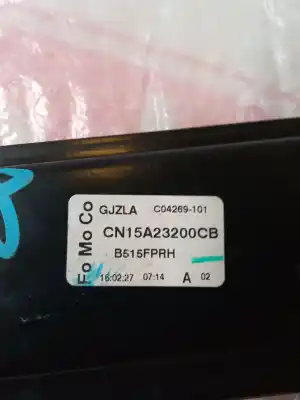 Fo Mo Co
GJZLA C04269-101
CN15A23200CB
B515FPRH
16:02:27 07:14 A 02